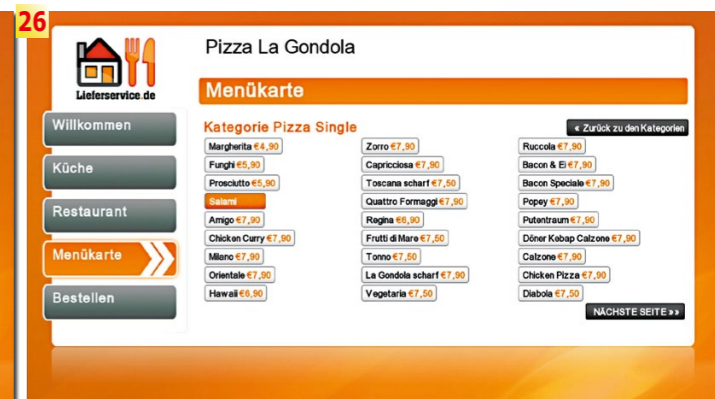 26
Lieferservice.de
Pizza La Gondola
Menükarte
Willkommen
Küche
Restaurant
Menükarte
Bestellen
Kategorie Pizza Single
« Zurück zu den Kategorien
Margherita €4,90
Funghi €5,90
Prosciutto €5,90
Salami
Amigo €7,90
Chicken Curry €7,90
Milano €7,90
Orientale €7,90
Hawaii €6,90
Zorro €7,90
Capricciosa €7,90
Toscana scharf €7,50
Quattro Formaggi €7,90
Regina €6,90
Frutti di Mare €7,50
Tonno €7,50
La Gondola scharf €7,90
Vegetaria €7,50
Ruccola €7,90
Bacon & Ei €7,90
Bacon Speciale €7,90
Popey €7,90
Putentraum €7,90
Döner Kebap Calzone €7,90
Calzone €7,90
Chicken Pizza €7,90
Diabola €7,50
NÄCHSTE SEITE »»